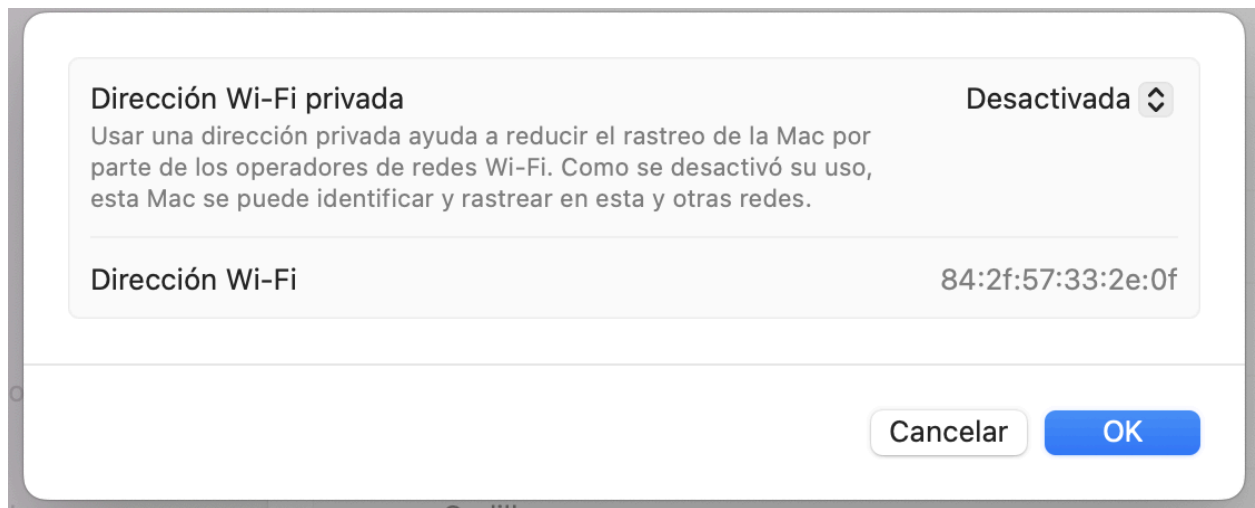 Dirección Wi-Fi privada
Desactivada
Usar una dirección privada ayuda a reducir el rastreo de la Mac por
parte de los operadores de redes Wi-Fi. Como se desactivó su uso,
esta Mac se puede identificar y rastrear en esta y otras redes.
Dirección Wi-Fi
84:2f:57:33:2e:0f
Cancelar
OK